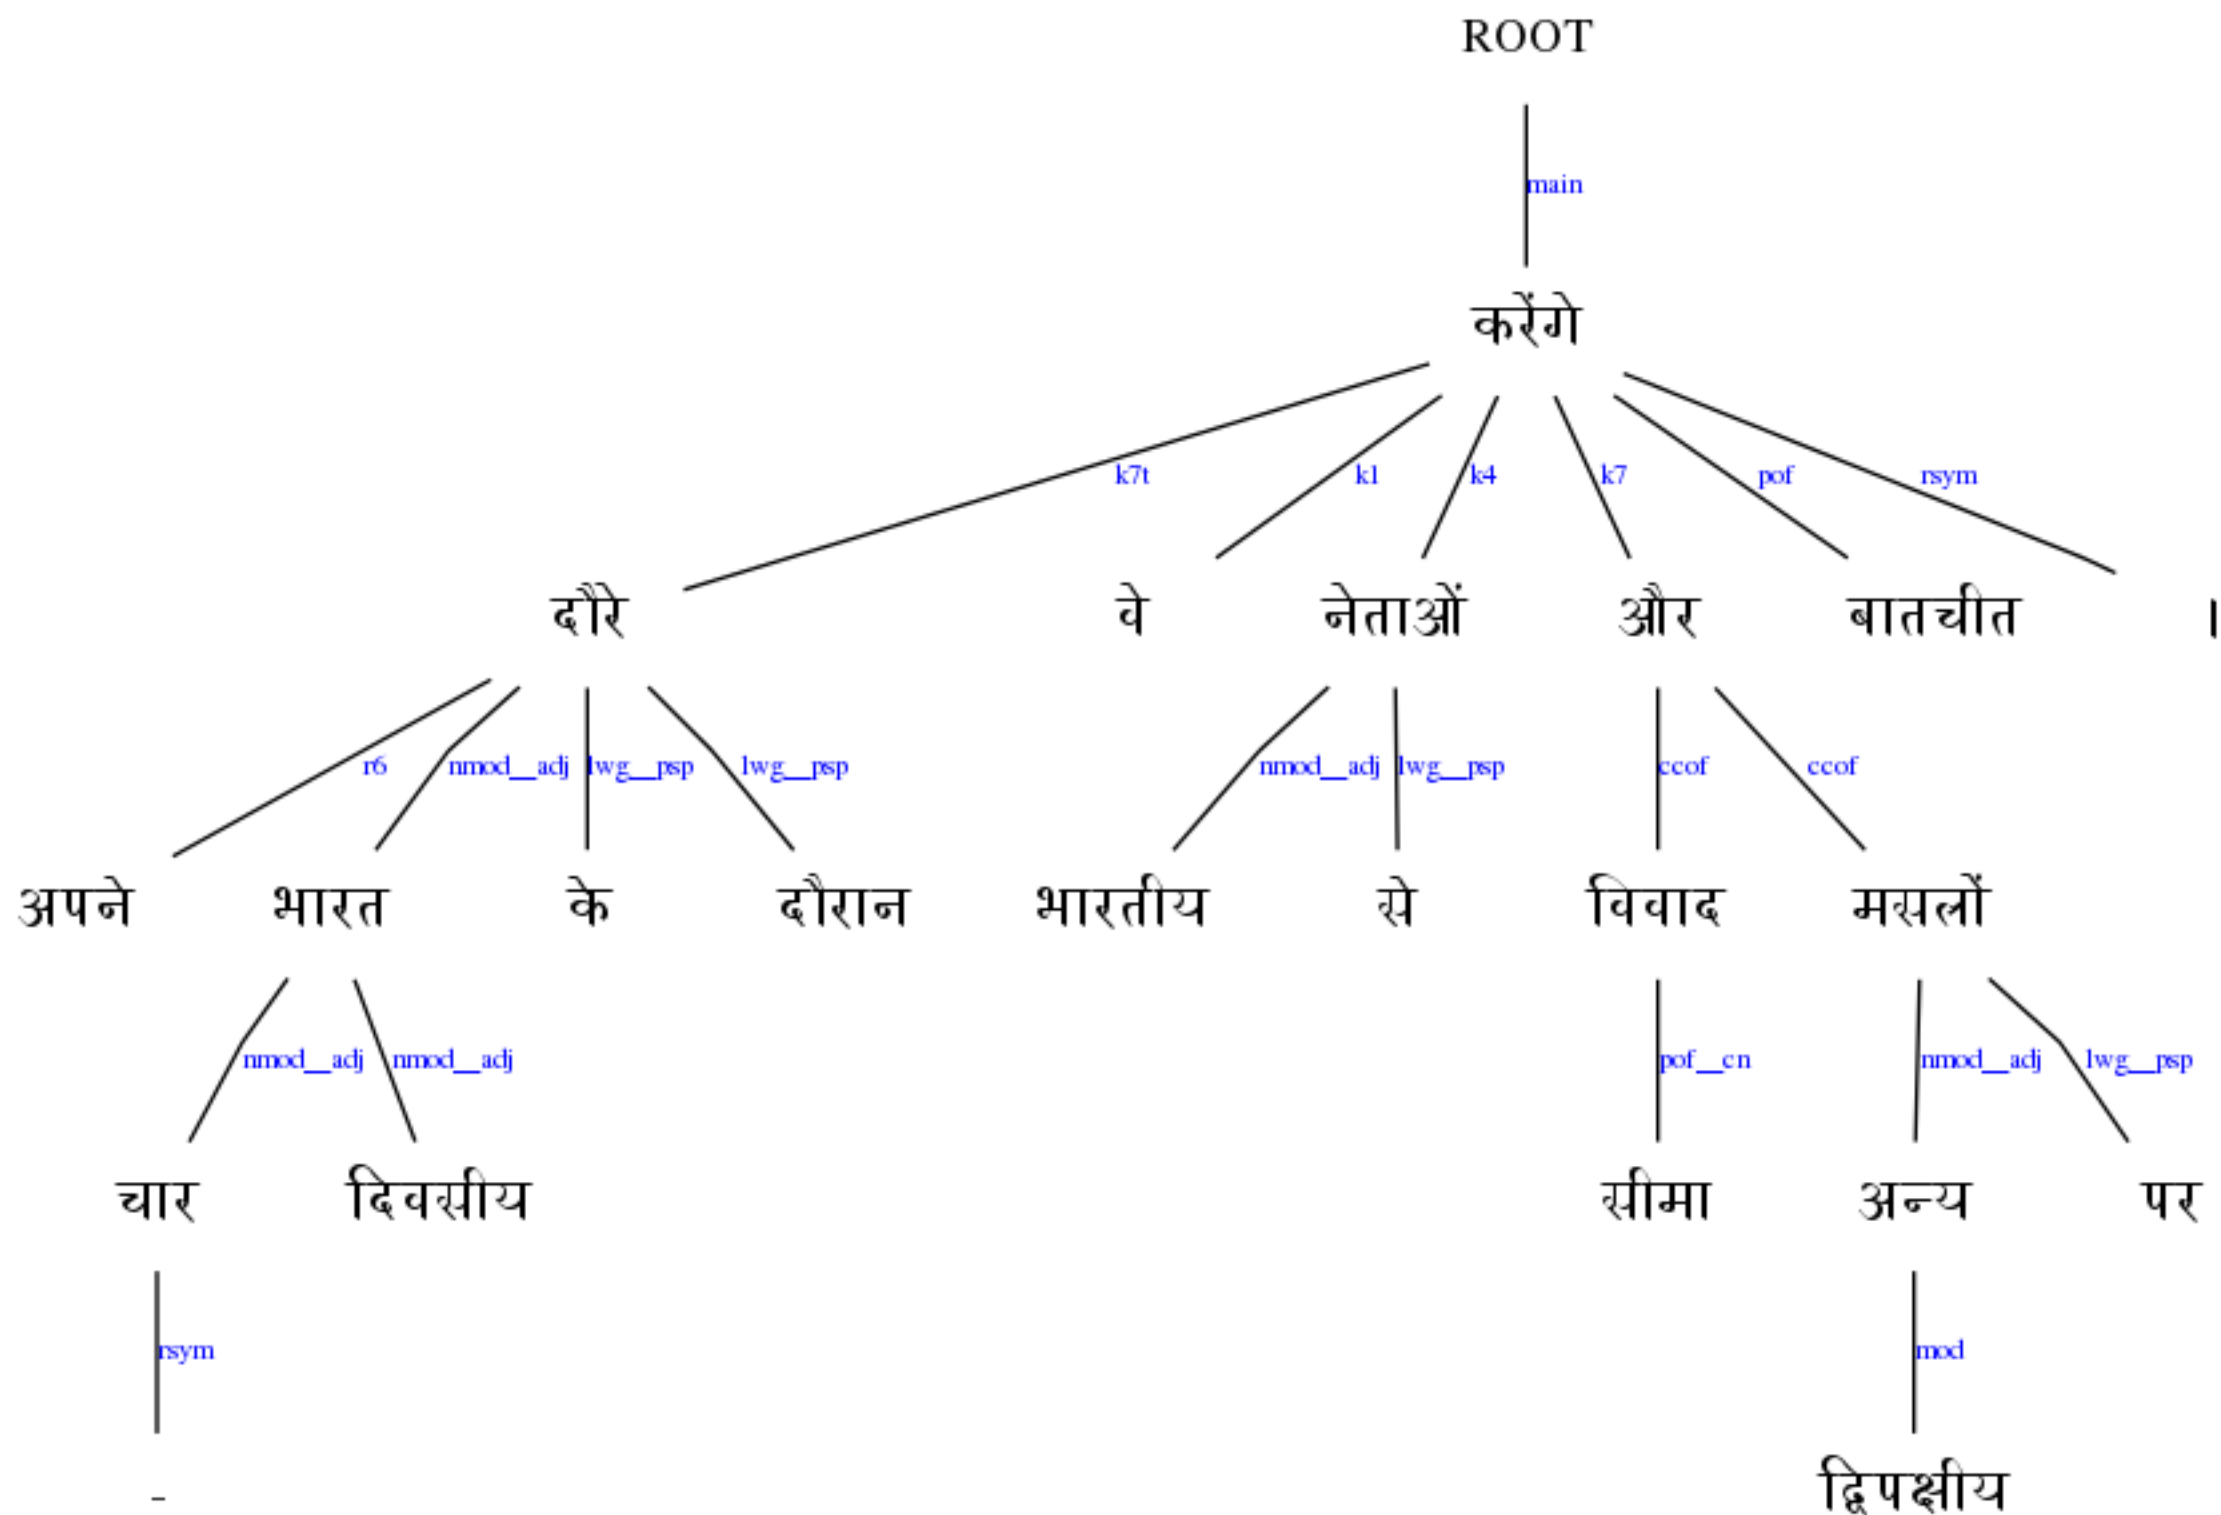 ROOT
main
करेंगे
k7t k1 k4 k7 pof rsym
दौरे वे नेताओं और बातचीत ।
r6 nmod__adj lwg__psp lwg__psp nmod__adj lwg__psp ccof ccof
अपने भारत के दौरान भारतीय से विवाद मसलों
nmod__adj nmod__adj pof__cn nmod__adj lwg__psp
चार दिवसीय सीमा अन्य पर
rsym mod
- द्विपक्षीय